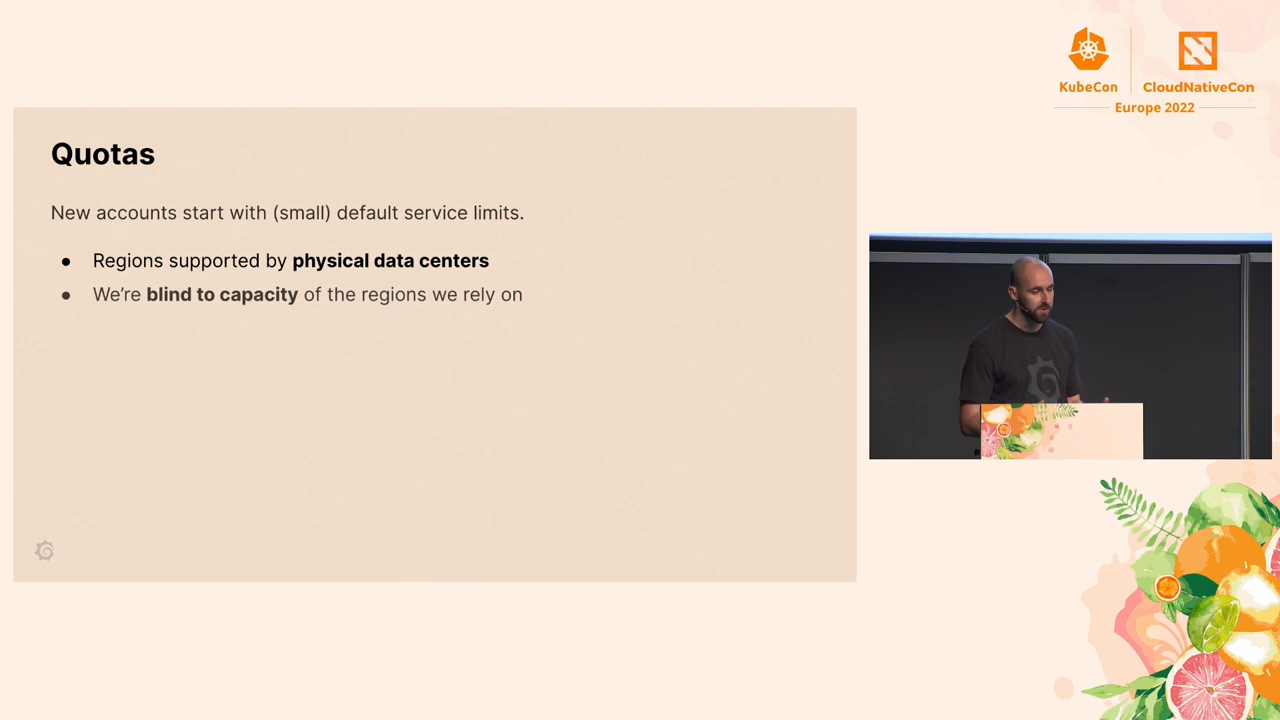 KubeCon
CloudNativeCon
Europe 2022
Quotas
New accounts start with (small) default service limits.
● Regions supported by physical data centers
● We’re blind to capacity of the regions we rely on